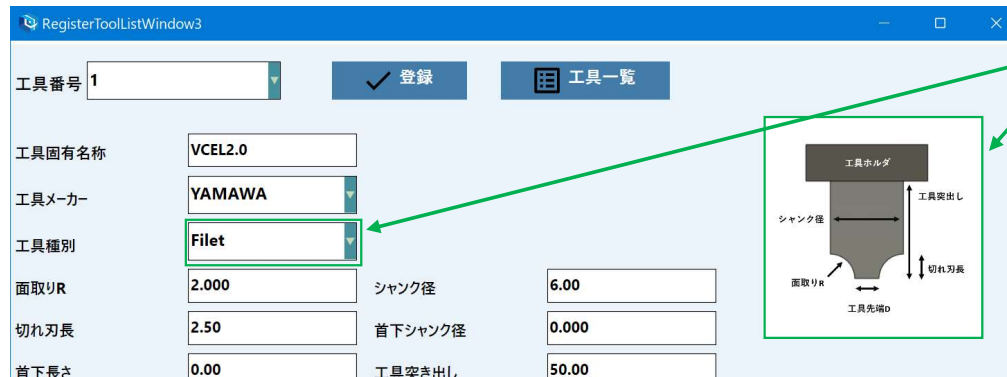 RegisterToolListWindow3
工具番号 1
登録
工具一覧
工具固有名称 VCEL2.0
工具メーカー YAMAWA
工具種別 Filet
面取りR 2.000 シャンク径 6.00
切れ刃長 2.50 首下シャンク径 0.000
首下長さ 0.00 工具突き出し 50.00
工具ホルダ
工具突出し
シャンク径
切れ刃長
面取りR
工具先端D